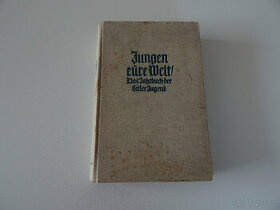 Jungen
eure Welt/
Das Jahrbuch der
Hitler Jugend